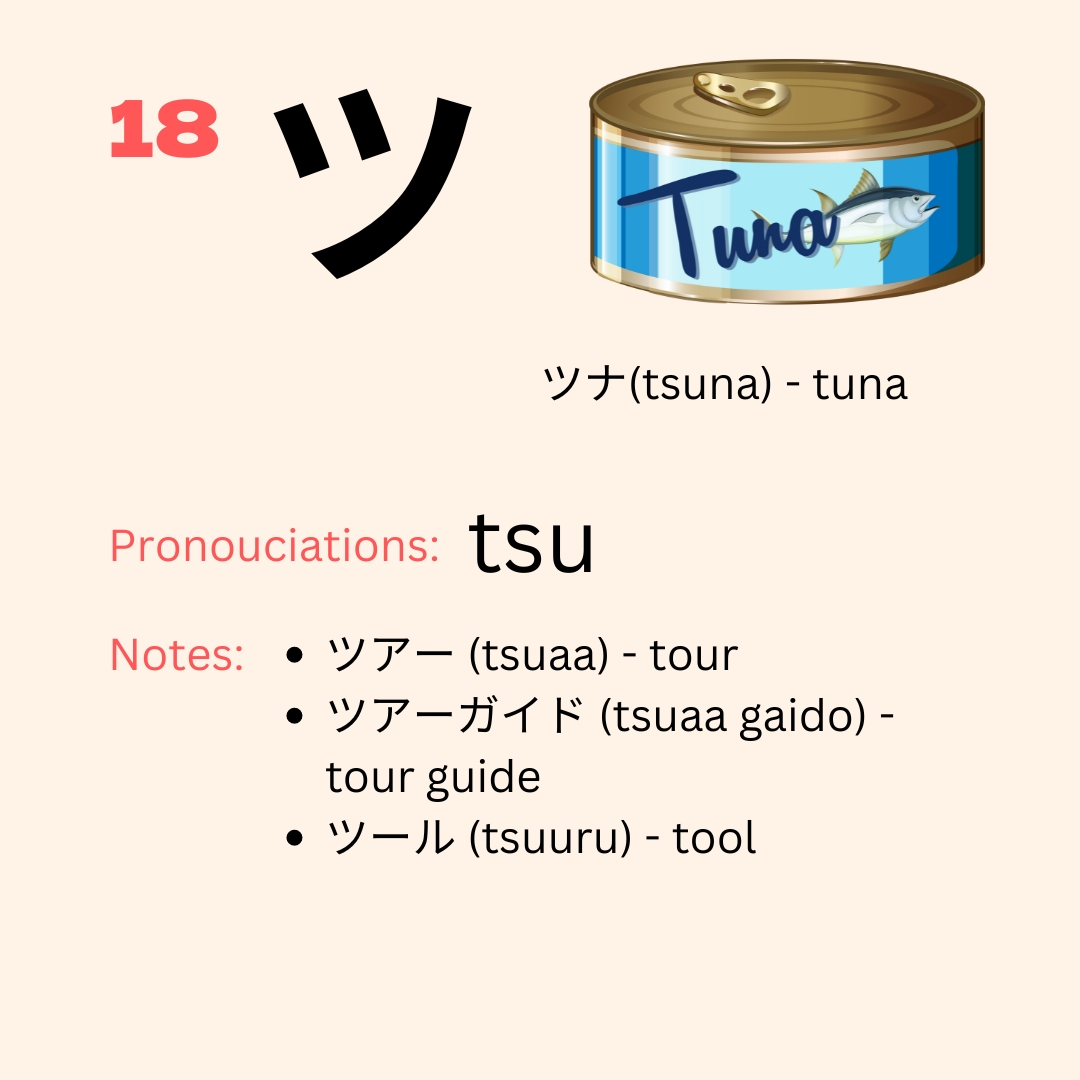 18 ツ
Tuna
ツナ(tsuna) - tuna
Pronouciations: tsu
Notes:
• ツアー (tsuaa) - tour
• ツアーガイド (tsuaa gaido) -
tour guide
• ツール (tsuuru) - tool